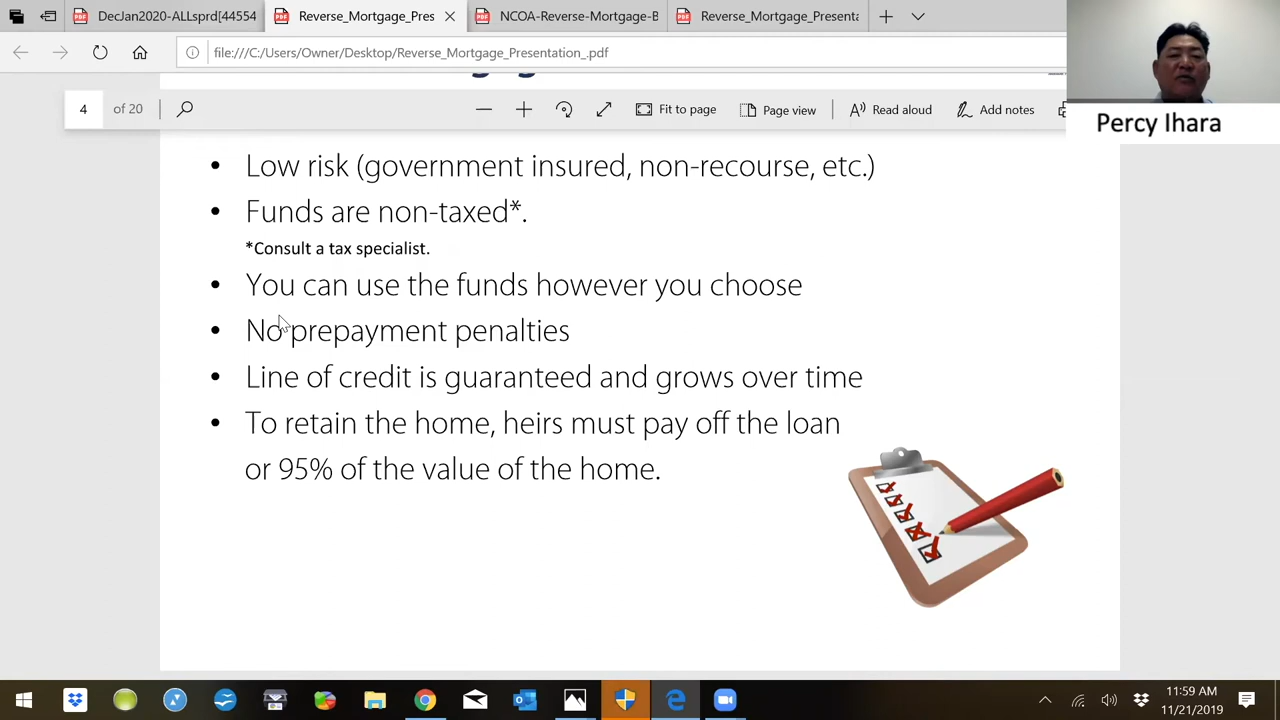 DecJan2020-ALLsprd[44554
Reverse_Mortgage_Pres
NCOA-Reverse-Mortgage-B
Reverse_Mortgage_Presenta
file:///C:/Users/Owner/Desktop/Reverse_Mortgage_Presentation_.pdf
4 of 20
Fit to page
Page view
Read aloud
Add notes
Percy Ihara
• Low risk (government insured, non-recourse, etc.)
• Funds are non-taxed*.
*Consult a tax specialist.
• You can use the funds however you choose
• No prepayment penalties
• Line of credit is guaranteed and grows over time
• To retain the home, heirs must pay off the loan
or 95% of the value of the home.
11:59 AM
11/21/2019